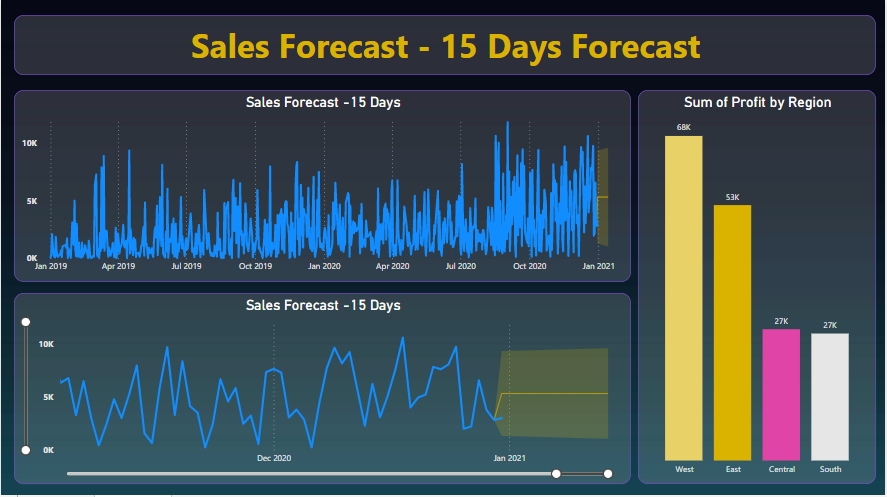 Sales Forecast - 15 Days Forecast
Sales Forecast -15 Days
10K
5K
0K
Jan 2019 Apr 2019 Jul 2019 Oct 2019 Jan 2020 Apr 2020 Jul 2020 Oct 2020 Jan 2021
Sales Forecast -15 Days
10K
5K
0K
Dec 2020 Jan 2021
Sum of Profit by Region
68K
53K
27K
27K
West East Central South